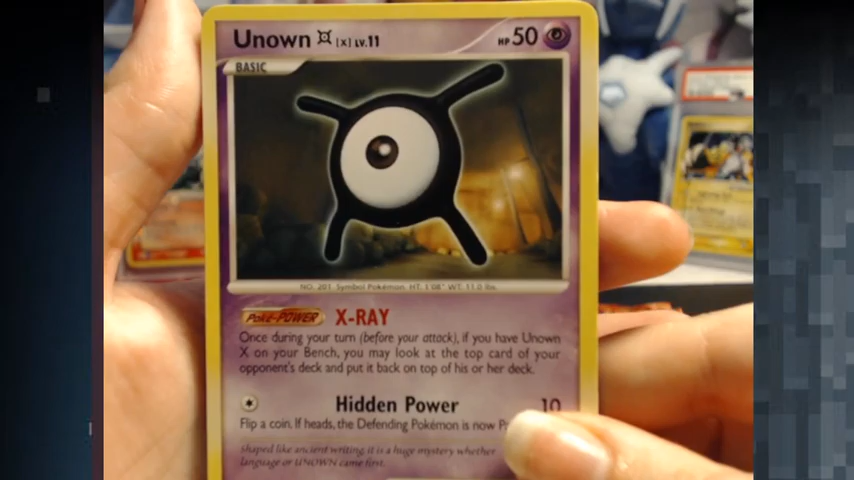 Unown [X] LV.11 HP 50
BASIC
NO. 201 Symbol Pokémon. HT: 1'08" WT: 11.0 lbs.
Poké-POWER X-RAY
Once during your turn (before your attack), if you have Unown
X on your Bench, you may look at the top card of your
opponent's deck and put it back on top of his or her deck.
Hidden Power 10
Flip a coin. If heads, the Defending Pokémon is now
Shaped like ancient writing, it is a huge mystery whether
language or UNOWN came first.